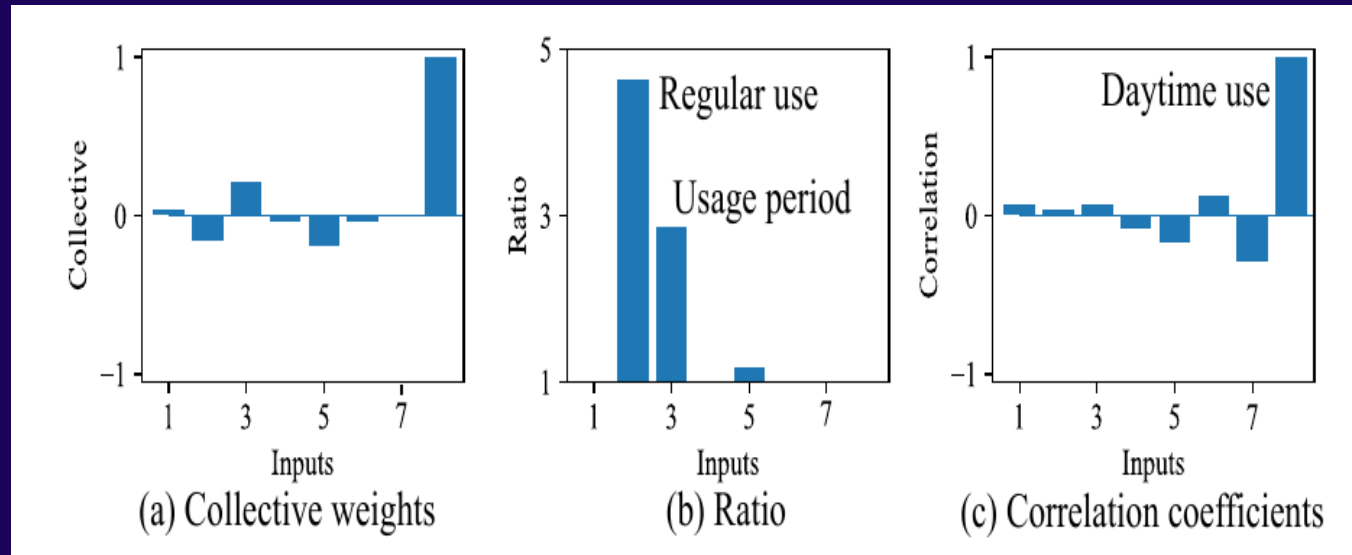 1
0
−1
Collective
1
3
5
7
Inputs
(a) Collective weights
5
3
1
Ratio
Regular use
Usage period
1
3
5
7
Inputs
(b) Ratio
1
0
−1
Correlation
Daytime use
1
3
5
7
Inputs
(c) Correlation coefficients